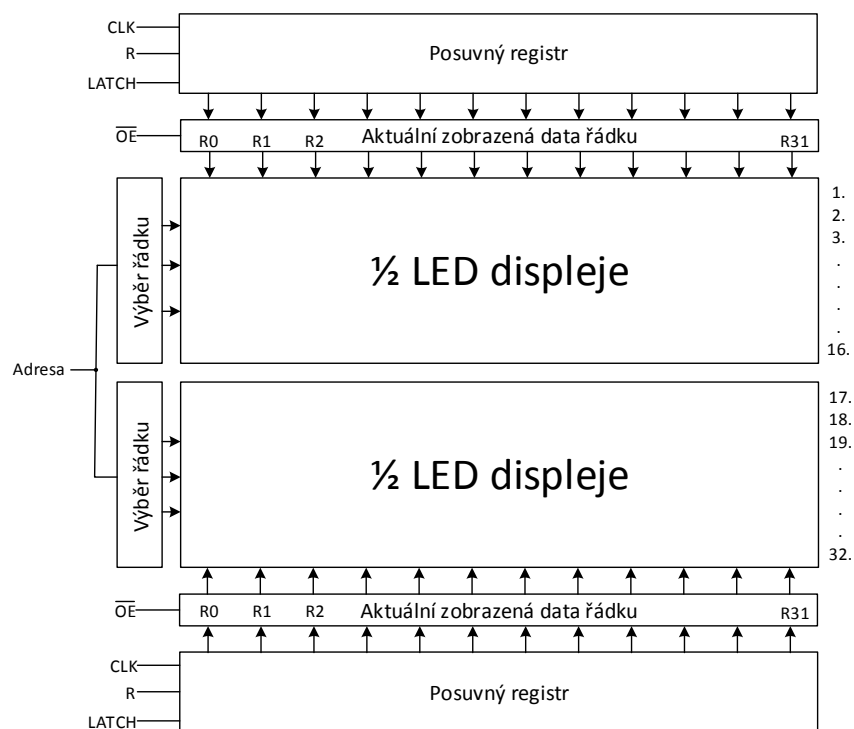 CLK
R
LATCH
Posuvný registr
OE
R0 R1 R2 Aktuální zobrazená data řádku R31
Výběr řádku
½ LED displeje
1.
2.
3.
.
.
.
.
16.
Adresa
Výběr řádku
½ LED displeje
17.
18.
19.
.
.
.
.
32.
OE
R0 R1 R2 Aktuální zobrazená data řádku R31
CLK
R
LATCH
Posuvný registr